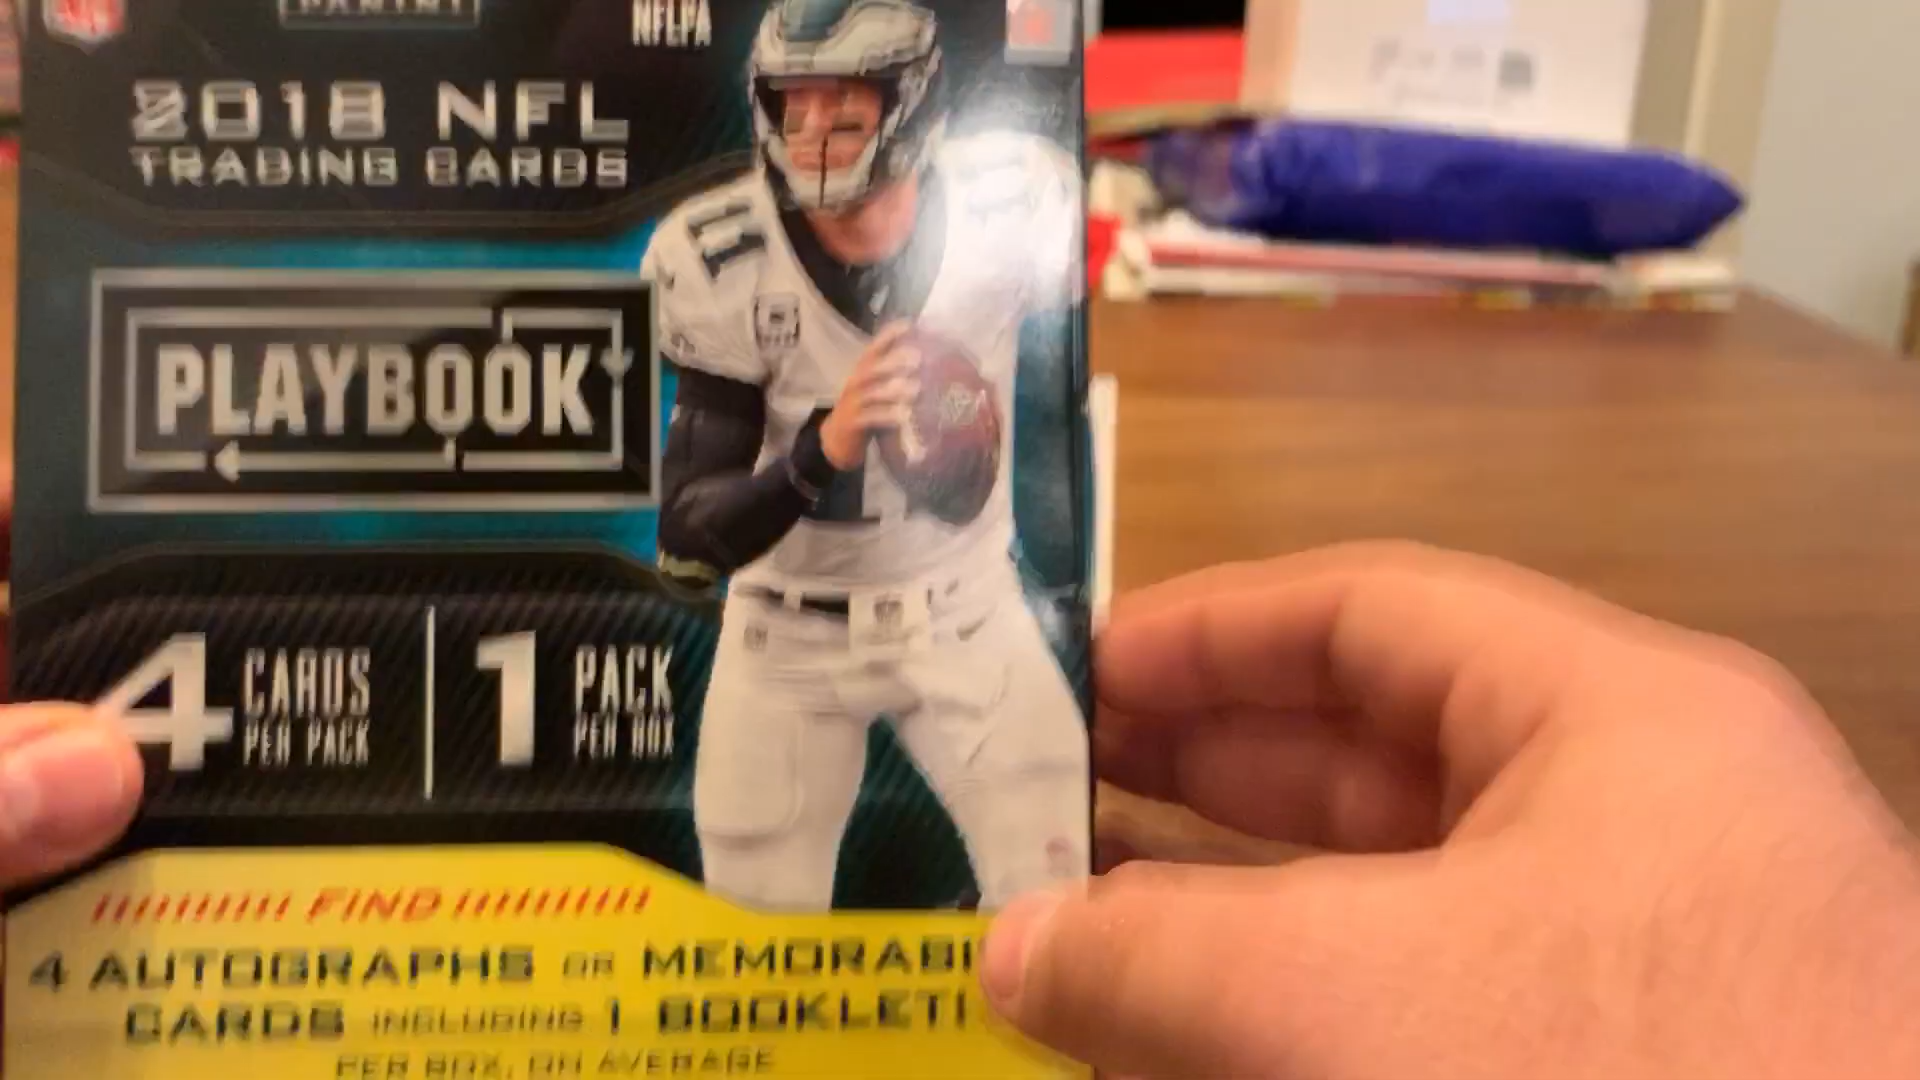 PANINI
NFLPA
2018 NFL
TRADING CARDS
11
PLAYBOOK
4 CARDS PER PACK
1 PACK PER BOX
FIND
4 AUTOGRAPHS OR MEMORABI
CARDS INCLUDING 1 BOOKLET!
PER BOX, ON AVERAGE